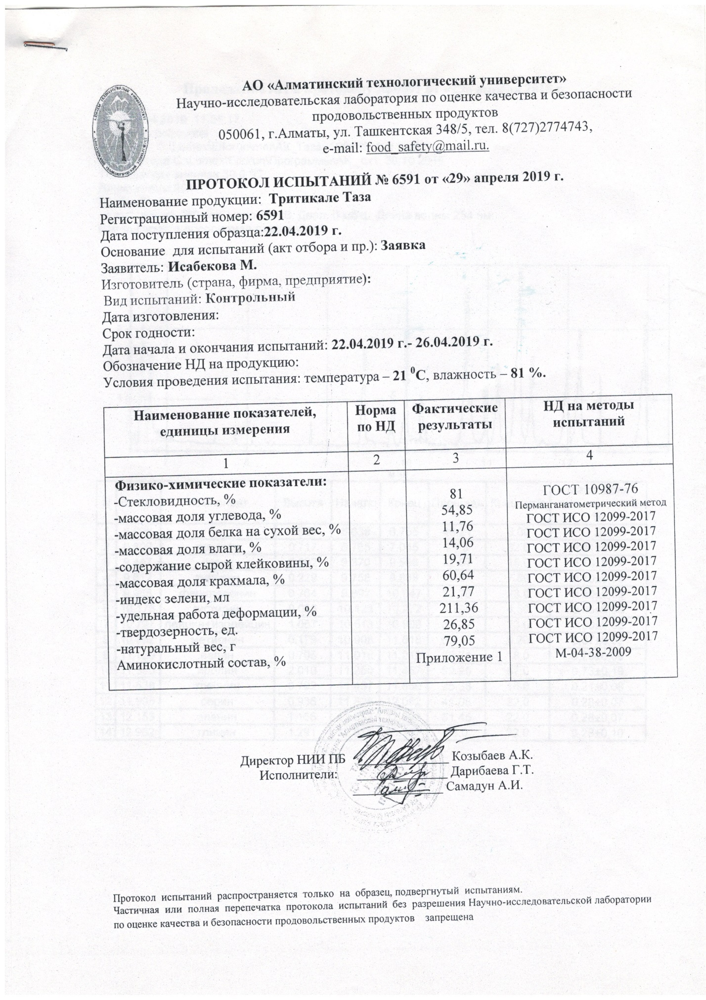 АО «Алматинский технологический университет»
Научно-исследовательская лаборатория по оценке качества и безопасности
продовольственных продуктов
050061, г.Алматы, ул. Ташкентская 348/5, тел. 8(727)2774743,
e-mail: food_safety@mail.ru.
ПРОТОКОЛ ИСПЫТАНИЙ № 6591 от «29» апреля 2019 г.
Наименование продукции: Тритикале Таза
Регистрационный номер: 6591
Дата поступления образца:22.04.2019 г.
Основание для испытаний (акт отбора и пр.): Заявка
Заявитель: Исабекова М.
Изготовитель (страна, фирма, предприятие):
Вид испытаний: Контрольный
Дата изготовления:
Срок годности:
Дата начала и окончания испытаний: 22.04.2019 г.- 26.04.2019 г.
Обозначение НД на продукцию:
Условия проведения испытания: температура – 21 ⁰С, влажность – 81 %.
Наименование показателей, единицы измерения | Норма по НД | Фактические результаты | НД на методы испытаний
1 2 3 4
Физико-химические показатели:
-Стекловидность, % 81 ГОСТ 10987-76
-массовая доля углевода, % 54,85 Перманганатометрический метод
-массовая доля белка на сухой вес, % 11,76 ГОСТ ИСО 12099-2017
-массовая доля влаги, % 14,06 ГОСТ ИСО 12099-2017
-содержание сырой клейковины, % 19,71 ГОСТ ИСО 12099-2017
-массовая доля крахмала, % 60,64 ГОСТ ИСО 12099-2017
-индекс зелени, мл 21,77 ГОСТ ИСО 12099-2017
-удельная работа деформации, % 211,36 ГОСТ ИСО 12099-2017
-твердозерность, ед. 26,85 ГОСТ ИСО 12099-2017
-натуральный вес, г 79,05 ГОСТ ИСО 12099-2017
Аминокислотный состав, % Приложение 1 ГОСТ ИСО 12099-2017
М-04-38-2009
Директор НИИ ПБ Козыбаев А.К.
Исполнители: Дарибаева Г.Т.
Самадун А.И.
Протокол испытаний распространяется только на образец, подвергнутый испытаниям.
Частичная или полная перепечатка протокола испытаний без разрешения Научно-исследовательской лаборатории
по оценке качества и безопасности продовольственных продуктов запрещена